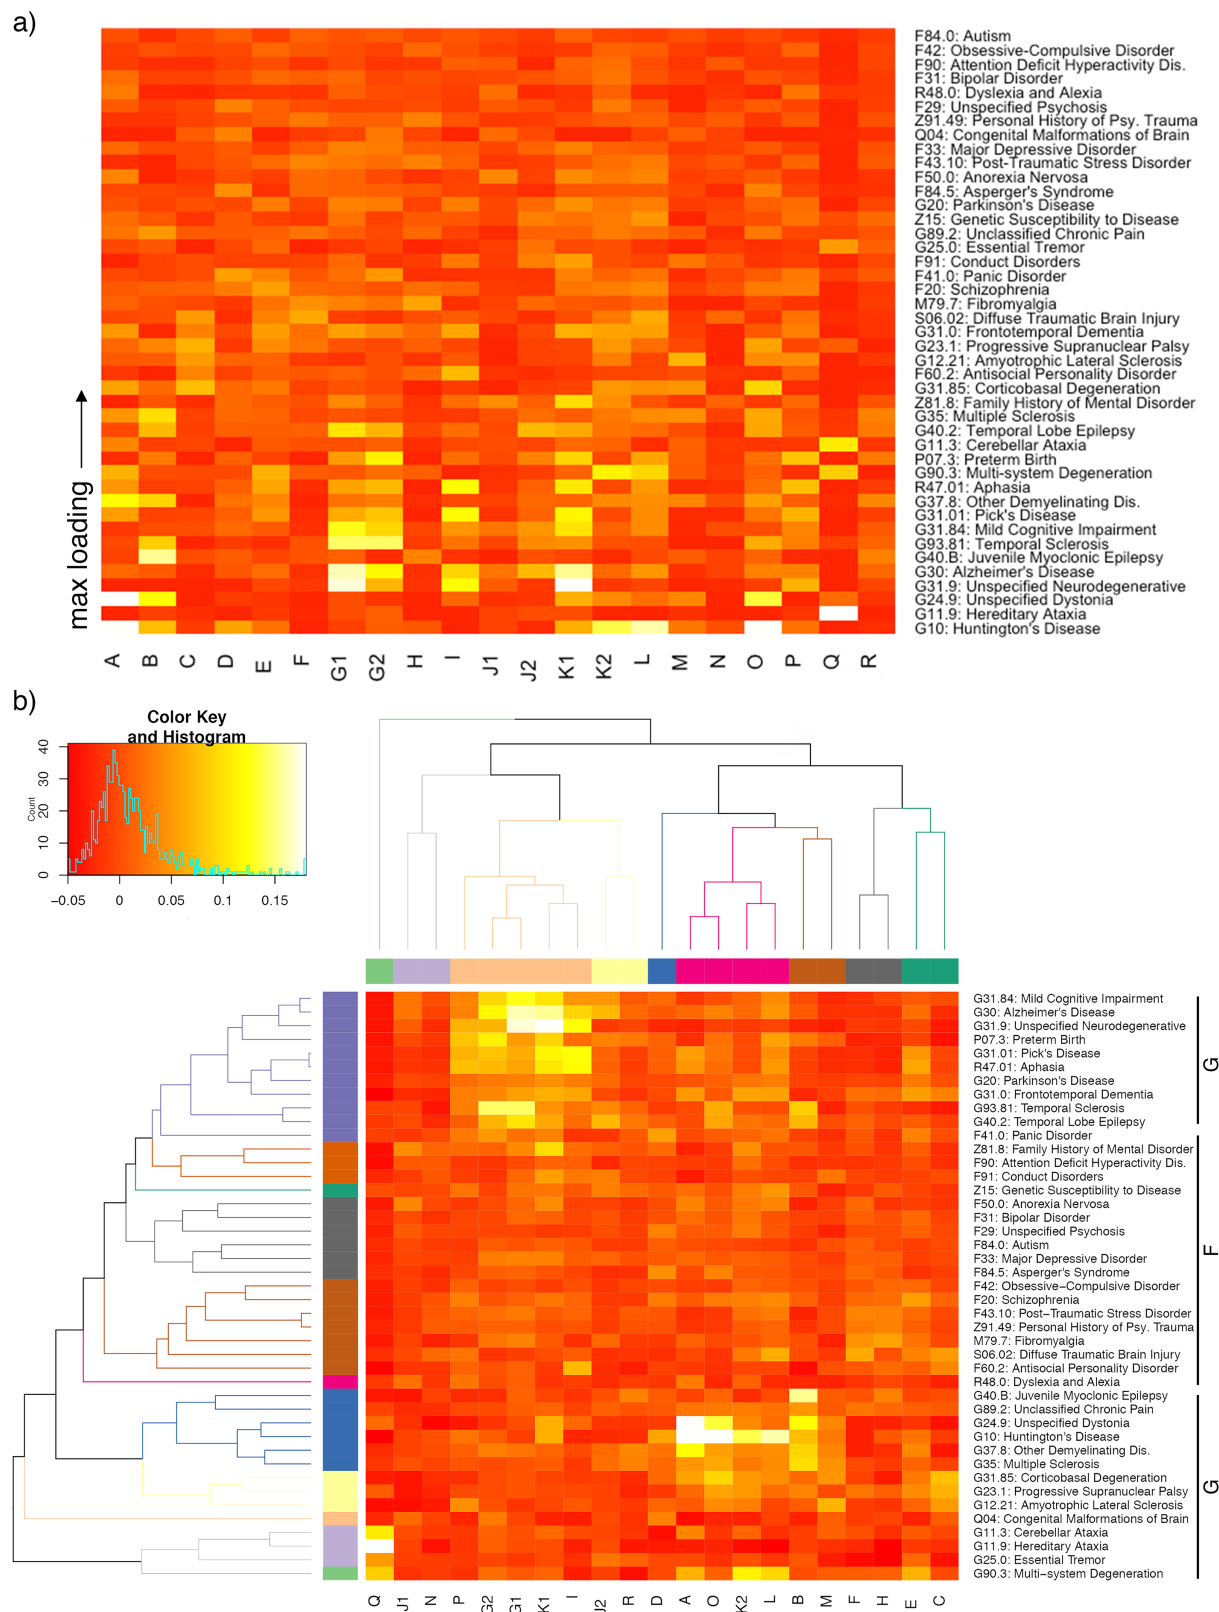 a)
F84.0: Autism
F42: Obsessive-Compulsive Disorder
F90: Attention Deficit Hyperactivity Dis.
F31: Bipolar Disorder
R48.0: Dyslexia and Alexia
F29: Unspecified Psychosis
Z91.49: Personal History of Psy. Trauma
Q04: Congenital Malformations of Brain
F33: Major Depressive Disorder
F43.10: Post-Traumatic Stress Disorder
F50.0: Anorexia Nervosa
F84.5: Asperger's Syndrome
G20: Parkinson's Disease
Z15: Genetic Susceptibility to Disease
G89.2: Unclassified Chronic Pain
G25.0: Essential Tremor
F91: Conduct Disorders
F41.0: Panic Disorder
F20: Schizophrenia
M79.7: Fibromyalgia
S06.02: Diffuse Traumatic Brain Injury
G31.0: Frontotemporal Dementia
G23.1: Progressive Supranuclear Palsy
G12.21: Amyotrophic Lateral Sclerosis
F60.2: Antisocial Personality Disorder
G31.85: Corticobasal Degeneration
Z81.8: Family History of Mental Disorder
G35: Multiple Sclerosis
G40.2: Temporal Lobe Epilepsy
G11.3: Cerebellar Ataxia
P07.3: Preterm Birth
G90.3: Multi-system Degeneration
R47.01: Aphasia
G37.8: Other Demyelinating Dis.
G31.01: Pick's Disease
G31.84: Mild Cognitive Impairment
G93.81: Temporal Sclerosis
G40.B: Juvenile Myoclonic Epilepsy
G30: Alzheimer's Disease
G31.9: Unspecified Neurodegenerative
G24.9: Unspecified Dystonia
G11.9: Hereditary Ataxia
G10: Huntington's Disease
max loading
A B C D E F G1 G2 H I J1 J2 K1 K2 L M N O P Q R
b)
Color Key
and Histogram
Count
0 10 20 30 40
-0.05 0 0.05 0.1 0.15
G31.84: Mild Cognitive Impairment
G30: Alzheimer's Disease
G31.9: Unspecified Neurodegenerative
P07.3: Preterm Birth
G31.01: Pick's Disease
R47.01: Aphasia
G20: Parkinson's Disease
G31.0: Frontotemporal Dementia
G93.81: Temporal Sclerosis
G40.2: Temporal Lobe Epilepsy
F41.0: Panic Disorder
Z81.8: Family History of Mental Disorder
F90: Attention Deficit Hyperactivity Dis.
F91: Conduct Disorders
Z15: Genetic Susceptibility to Disease
F50.0: Anorexia Nervosa
F31: Bipolar Disorder
F29: Unspecified Psychosis
F84.0: Autism
F33: Major Depressive Disorder
F84.5: Asperger's Syndrome
F42: Obsessive−Compulsive Disorder
F20: Schizophrenia
F43.10: Post−Traumatic Stress Disorder
Z91.49: Personal History of Psy. Trauma
M79.7: Fibromyalgia
S06.02: Diffuse Traumatic Brain Injury
F60.2: Antisocial Personality Disorder
R48.0: Dyslexia and Alexia
G40.B: Juvenile Myoclonic Epilepsy
G89.2: Unclassified Chronic Pain
G24.9: Unspecified Dystonia
G10: Huntington's Disease
G37.8: Other Demyelinating Dis.
G35: Multiple Sclerosis
G31.85: Corticobasal Degeneration
G23.1: Progressive Supranuclear Palsy
G12.21: Amyotrophic Lateral Sclerosis
Q04: Congenital Malformations of Brain
G11.3: Cerebellar Ataxia
G11.9: Hereditary Ataxia
G25.0: Essential Tremor
G90.3: Multi−system Degeneration
G
F
G
Q J1 N P G2 G1 K1 I J2 R D A O K2 L B M F H E C